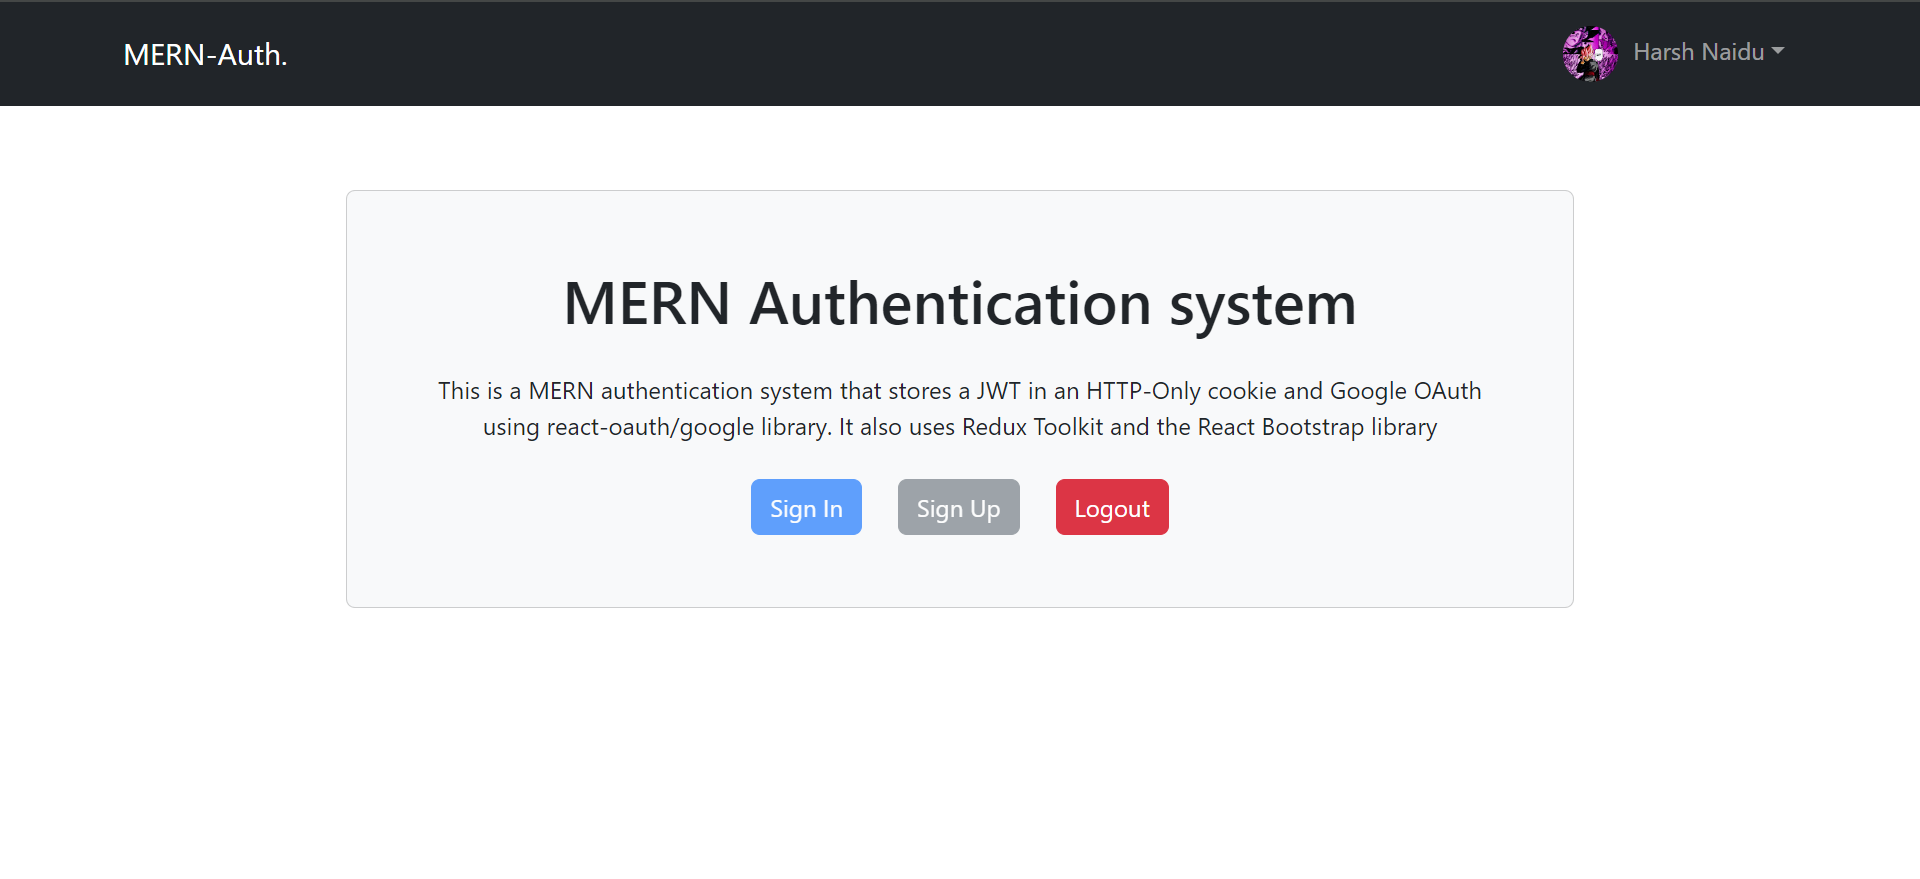 MERN-Auth.
Harsh Naidu
MERN Authentication system
This is a MERN authentication system that stores a JWT in an HTTP-Only cookie and Google OAuth
using react-oauth/google library. It also uses Redux Toolkit and the React Bootstrap library
Sign In
Sign Up
Logout